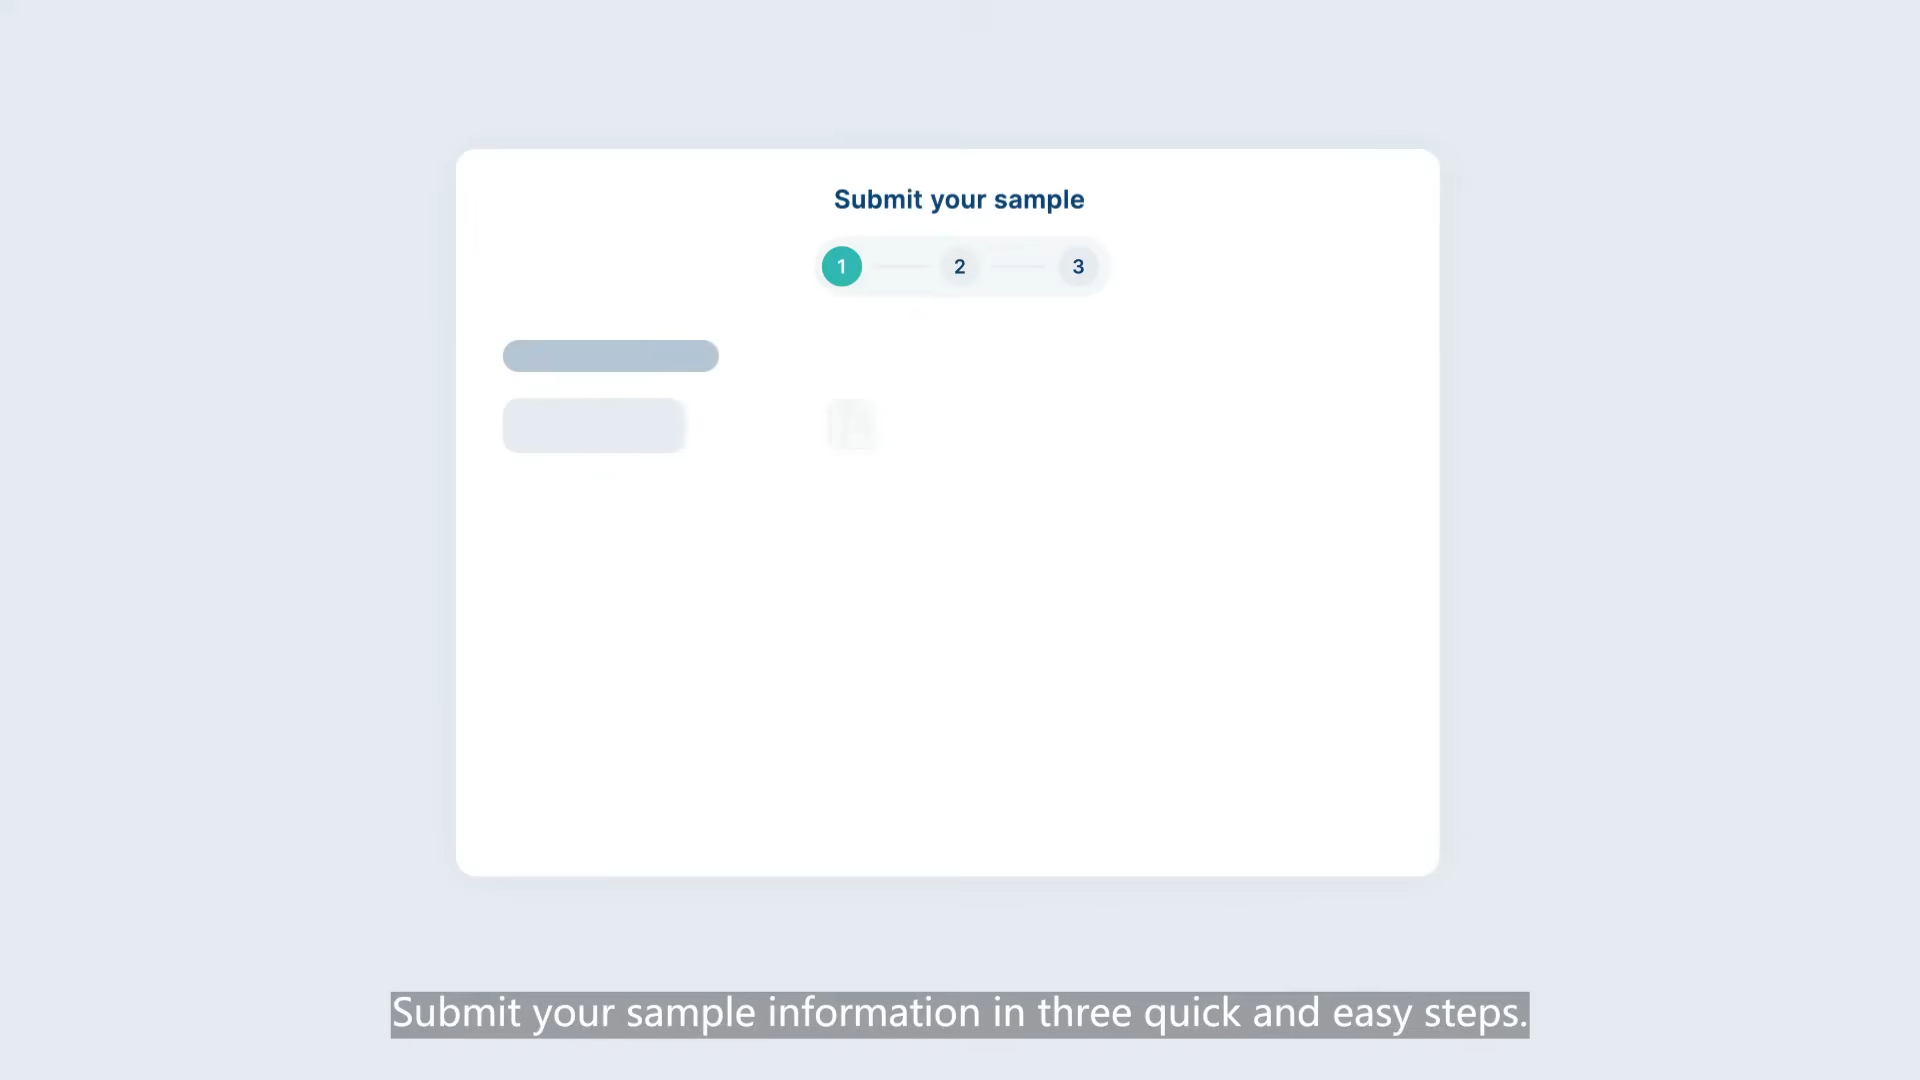 Submit your sample
1 2 3
Submit your sample information in three quick and easy steps.